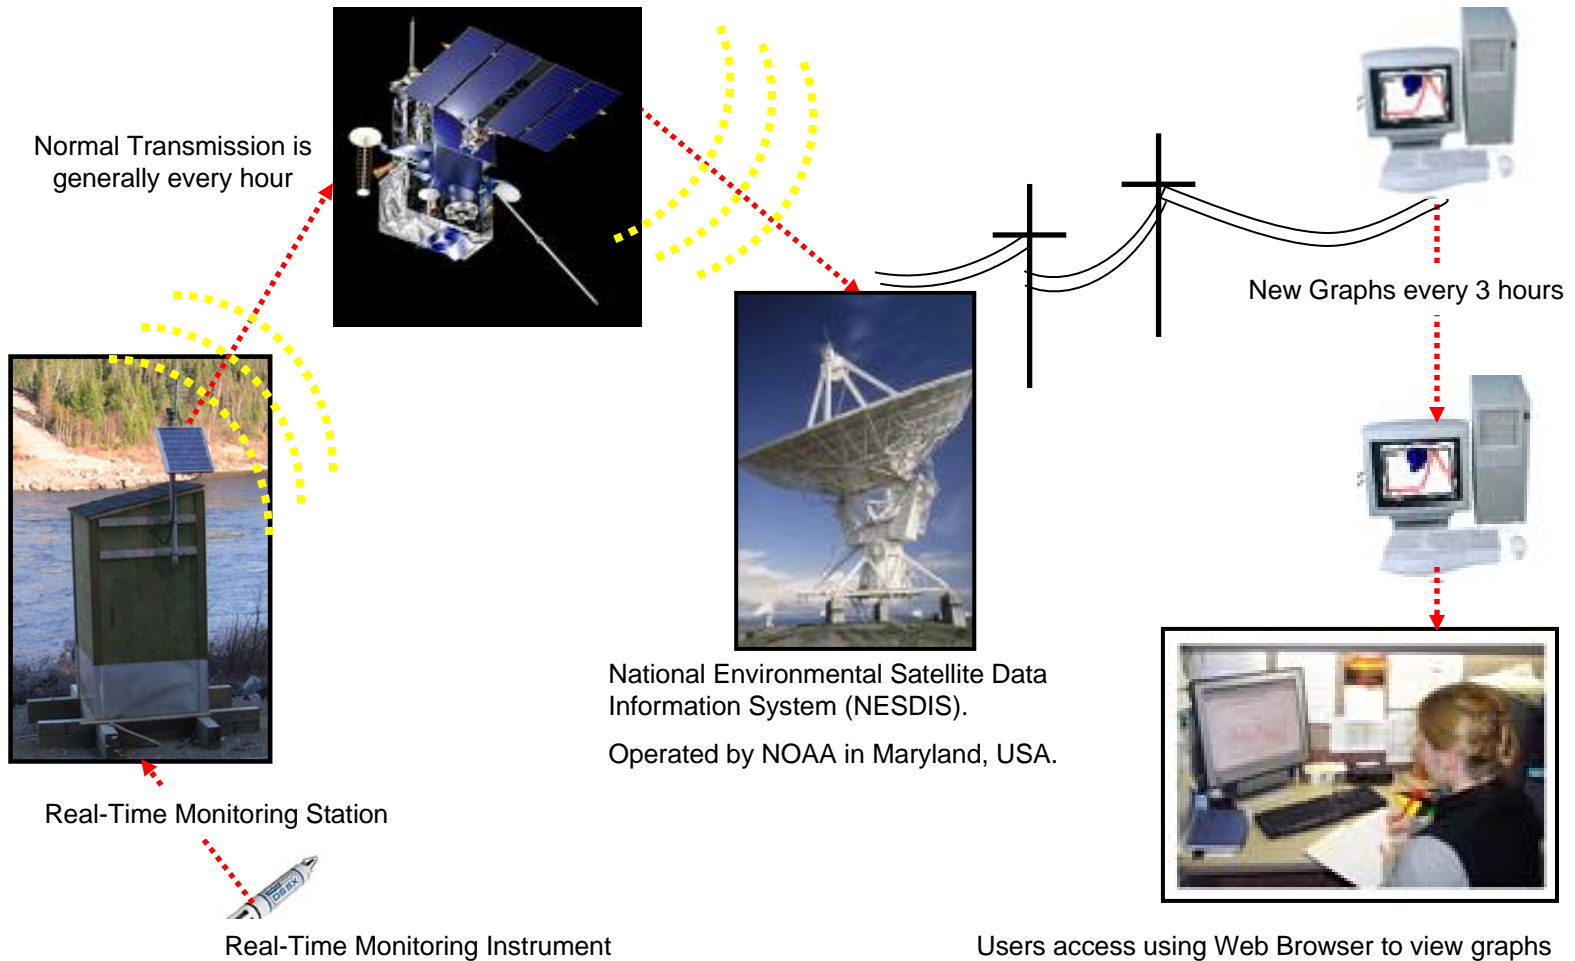 Normal Transmission is
generally every hour
New Graphs every 3 hours
National Environmental Satellite Data
Information System (NESDIS).
Operated by NOAA in Maryland, USA.
Real-Time Monitoring Station
DS5X
Real-Time Monitoring Instrument
Users access using Web Browser to view graphs